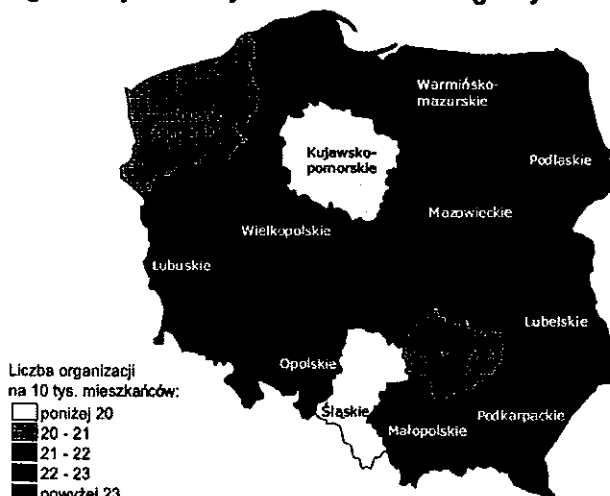 Warmińsko-
mazurskie
Kujawsko-
pomorskie
Podlaskie
Mazowieckie
Wielkopolskie
Lubuskie
Lubelskie
Opolskie
Śląskie
Podkarpackie
Małopolskie
Liczba organizacji
na 10 tys. mieszkańców:
poniżej 20
20 - 21
21 - 22
22 - 23
powyżej 23